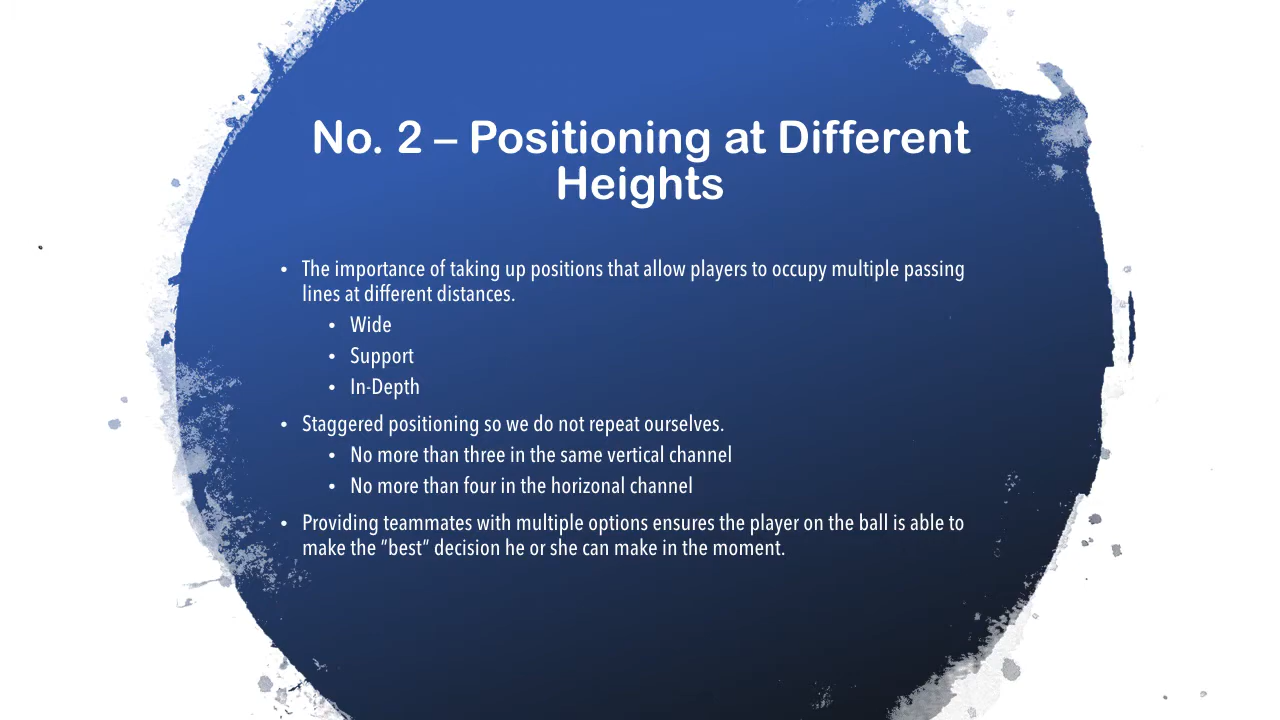 No. 2 – Positioning at Different
Heights
• The importance of taking up positions that allow players to occupy multiple passing
lines at different distances.
• Wide
• Support
• In-Depth
• Staggered positioning so we do not repeat ourselves.
• No more than three in the same vertical channel
• No more than four in the horizonal channel
• Providing teammates with multiple options ensures the player on the ball is able to
make the “best” decision he or she can make in the moment.